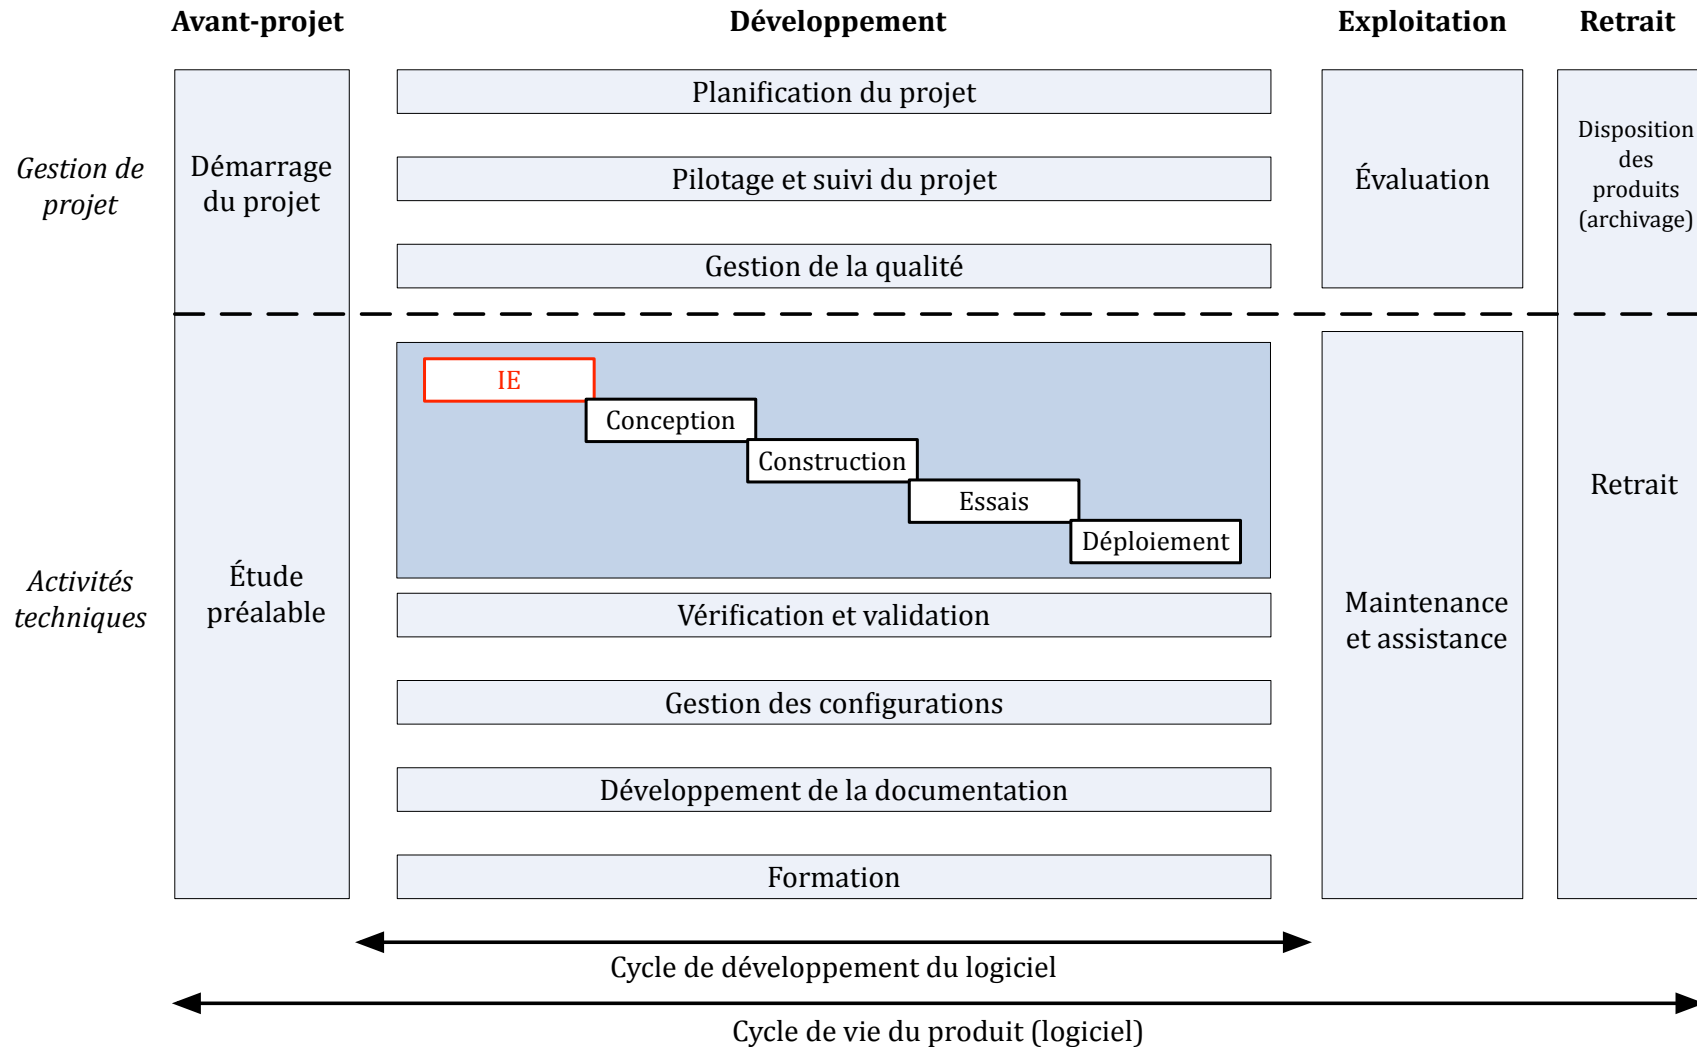 Avant-projet
Développement
Exploitation
Retrait
Gestion de
projet
Démarrage
du projet
Planification du projet
Pilotage et suivi du projet
Gestion de la qualité
Évaluation
Disposition
des
produits
(archivage)
Activités
techniques
Étude
préalable
IE
Conception
Construction
Essais
Déploiement
Vérification et validation
Gestion des configurations
Développement de la documentation
Formation
Maintenance
et assistance
Retrait
Cycle de développement du logiciel
Cycle de vie du produit (logiciel)